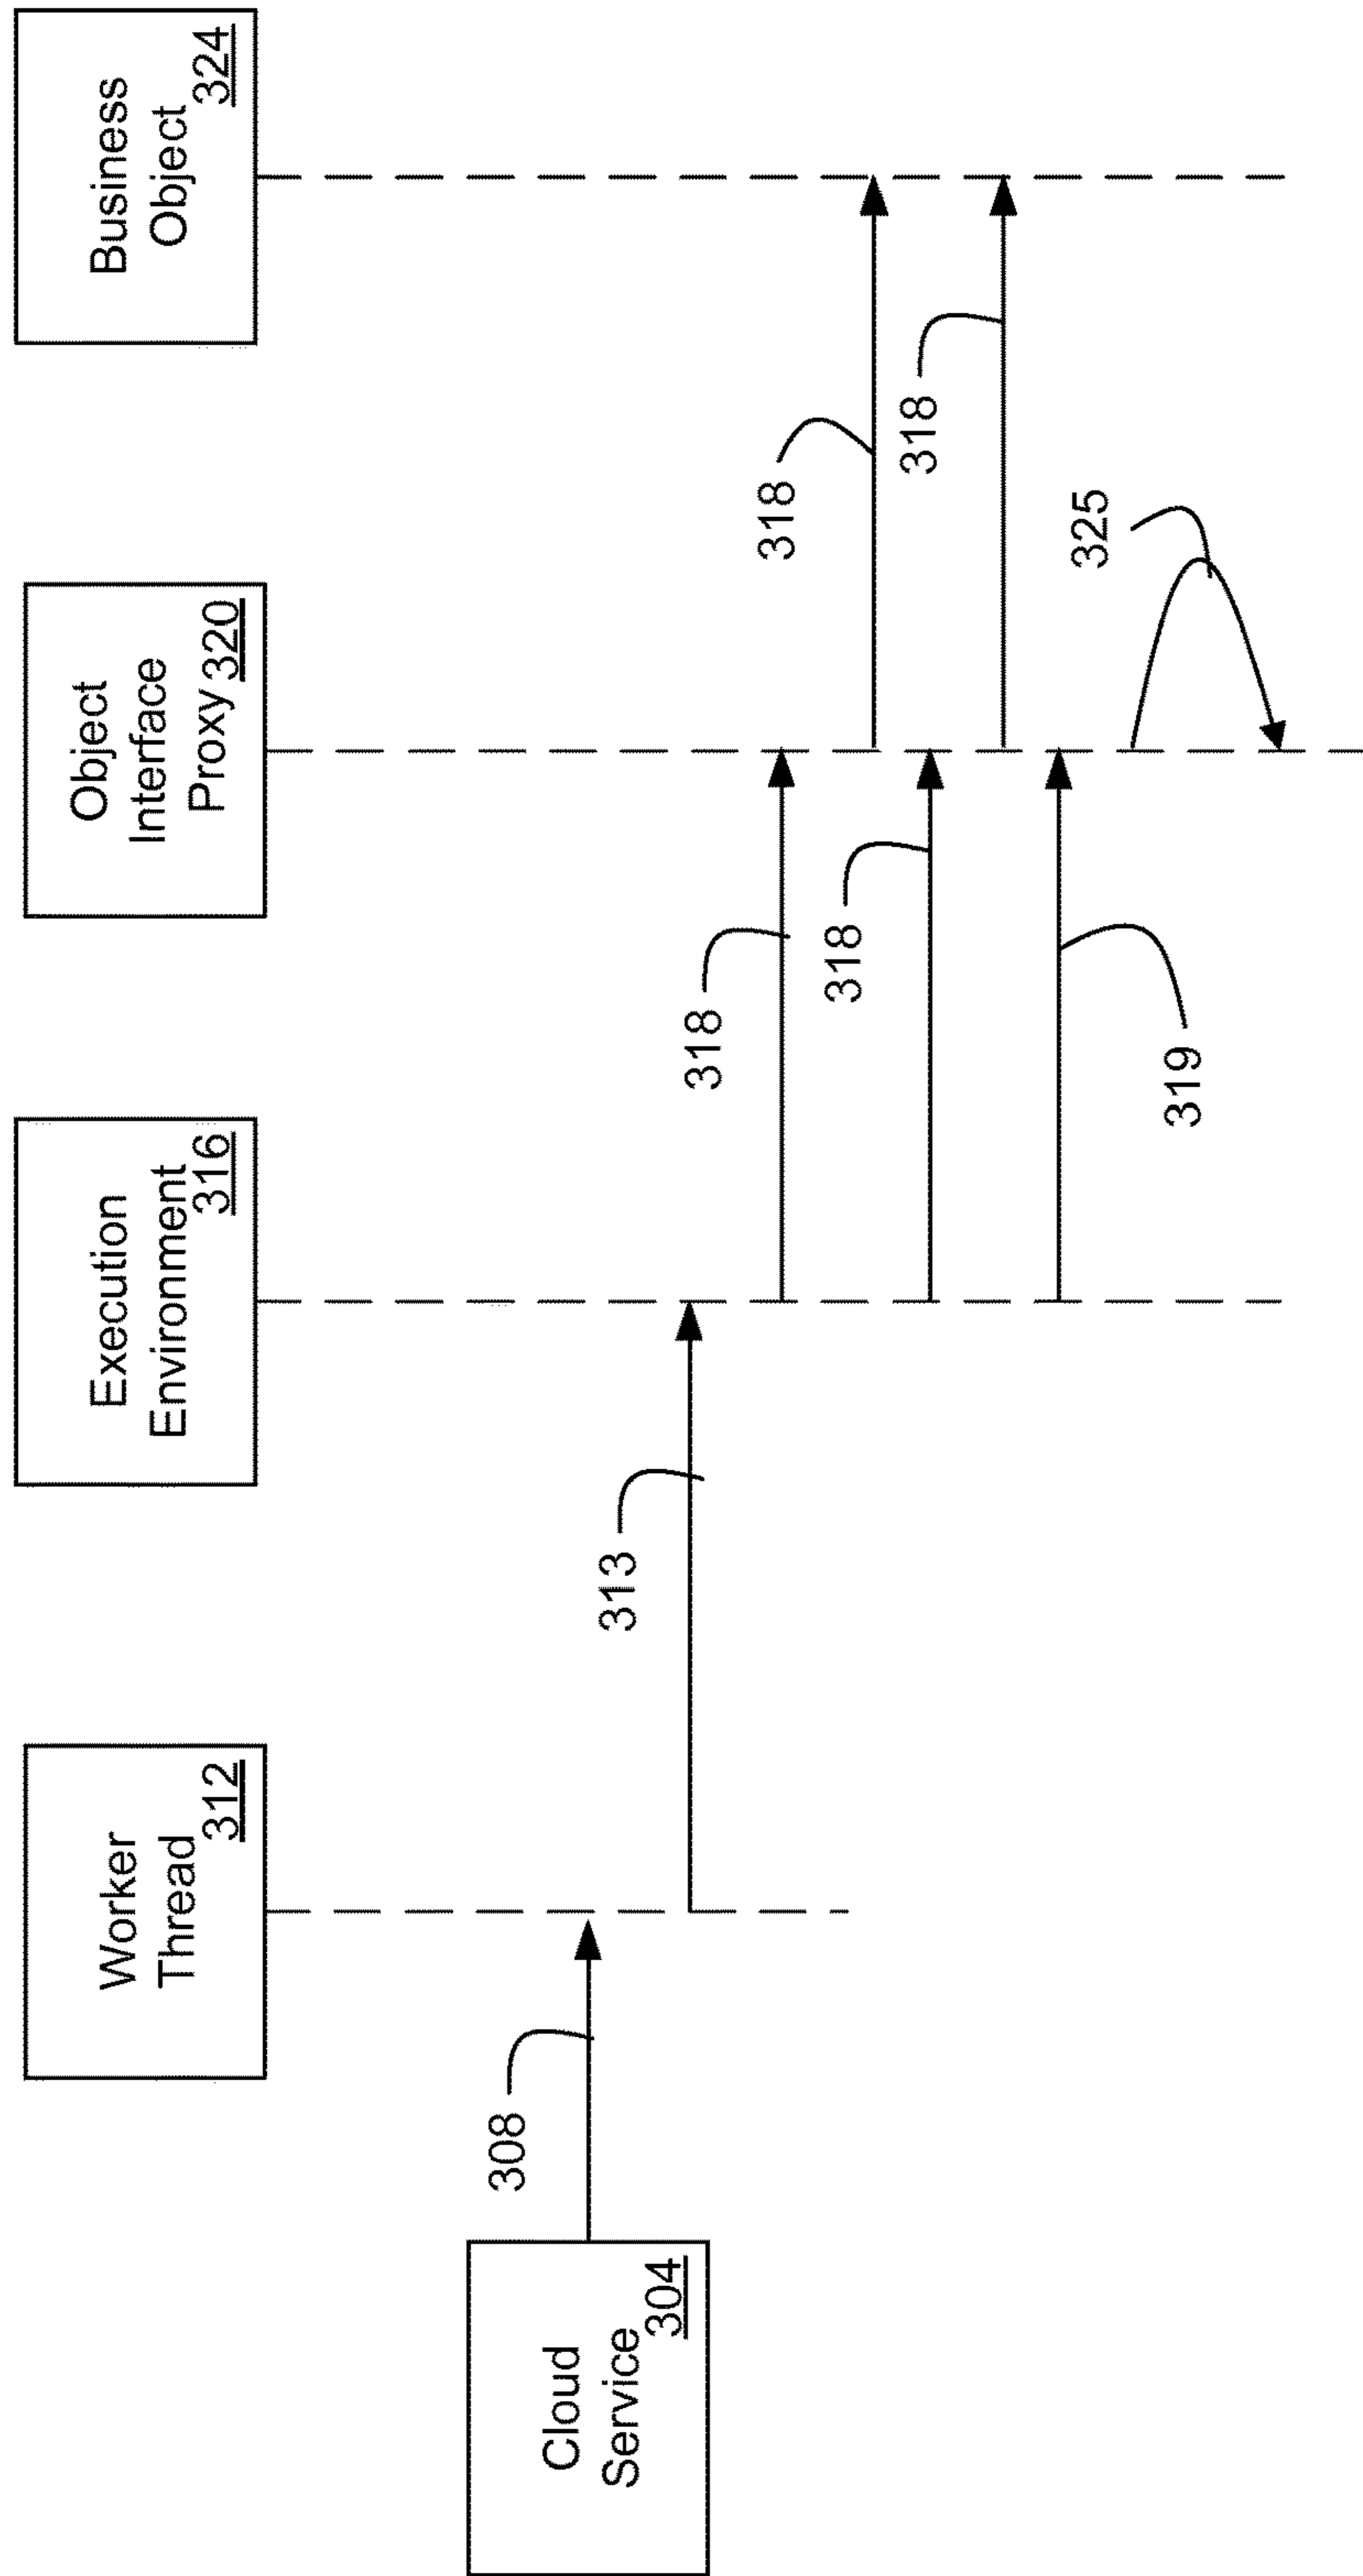 Cloud
Service
304
308
Worker
Thread
312
313
Execution
Environment
316
318
318
319
Object
Interface
Proxy 320
318
318
325
Business
Object
324